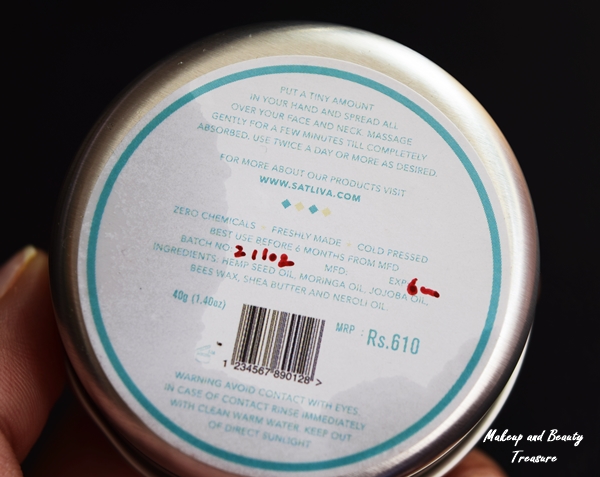 PUT A TINY AMOUNT
IN YOUR HAND AND SPREAD ALL
OVER YOUR FACE AND NECK. MASSAGE
GENTLY FOR A FEW MINUTES TILL COMPLETELY
ABSORBED. USE TWICE A DAY OR MORE AS DESIRED.
FOR MORE ABOUT OUR PRODUCTS VISIT
WWW.SATLIVA.COM
ZERO CHEMICALS FRESHLY MADE COLD PRESSED
BEST USE BEFORE 6 MONTHS FROM MFD
BATCH NO MFD: EXP
INGREDIENTS: HEMP SEED OIL, MORINGA OIL, JOJOBA OIL,
BEES WAX, SHEA BUTTER AND NEROLI OIL.
40g (1.40oz)
MRP : Rs.610
1 234567 890128 >
WARNING AVOID CONTACT WITH EYES,
IN CASE OF CONTACT RINSE IMMEDIATELY
WITH CLEAN WARM WATER. KEEP OUT
OF DIRECT SUNLIGHT
Makeup and Beauty
Treasure